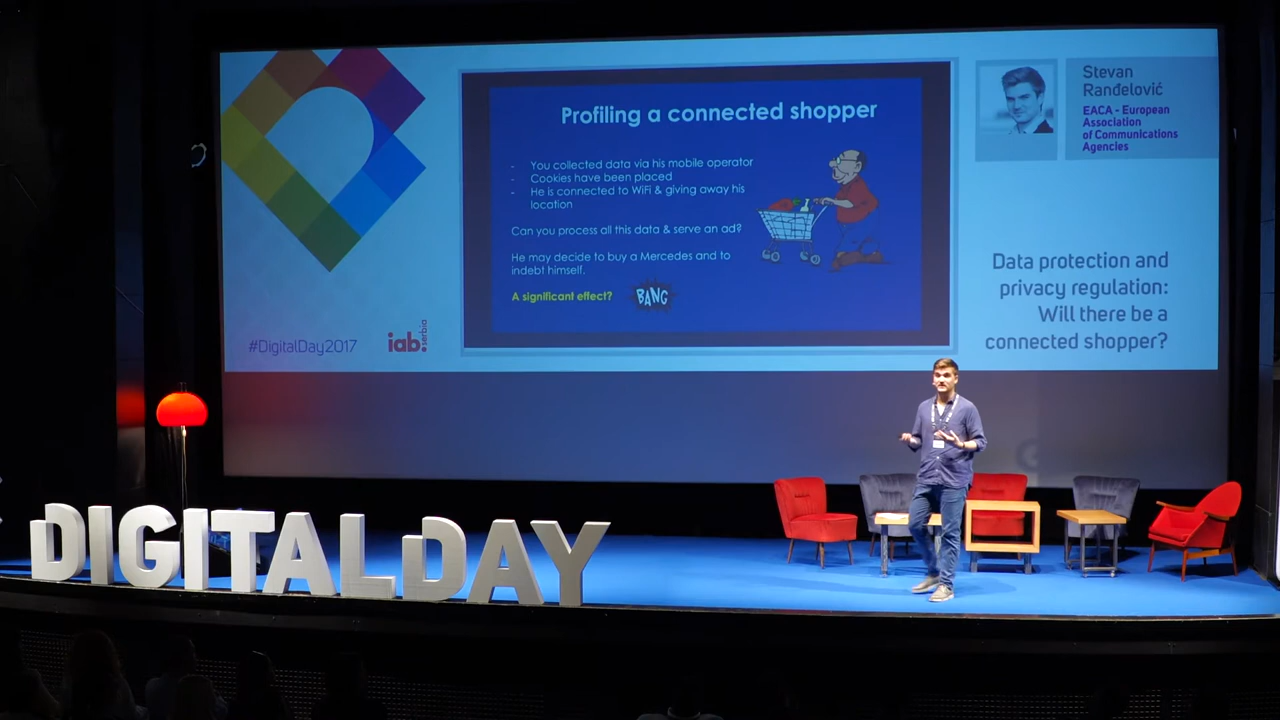 #DigitalDay2017
iab.
serbia
Profiling a connected shopper
- You collected data via his mobile operator
- Cookies have been placed
- He is connected to WiFi & giving away his
location
Can you process all this data & serve an ad?
He may decide to buy a Mercedes and to
indebt himself.
A significant effect?
BANG
Stevan
Ranđelović
EACA - European
Association
of Communications
Agencies
Data protection and
privacy regulation:
Will there be a
connected shopper?
DIGITAL DAY